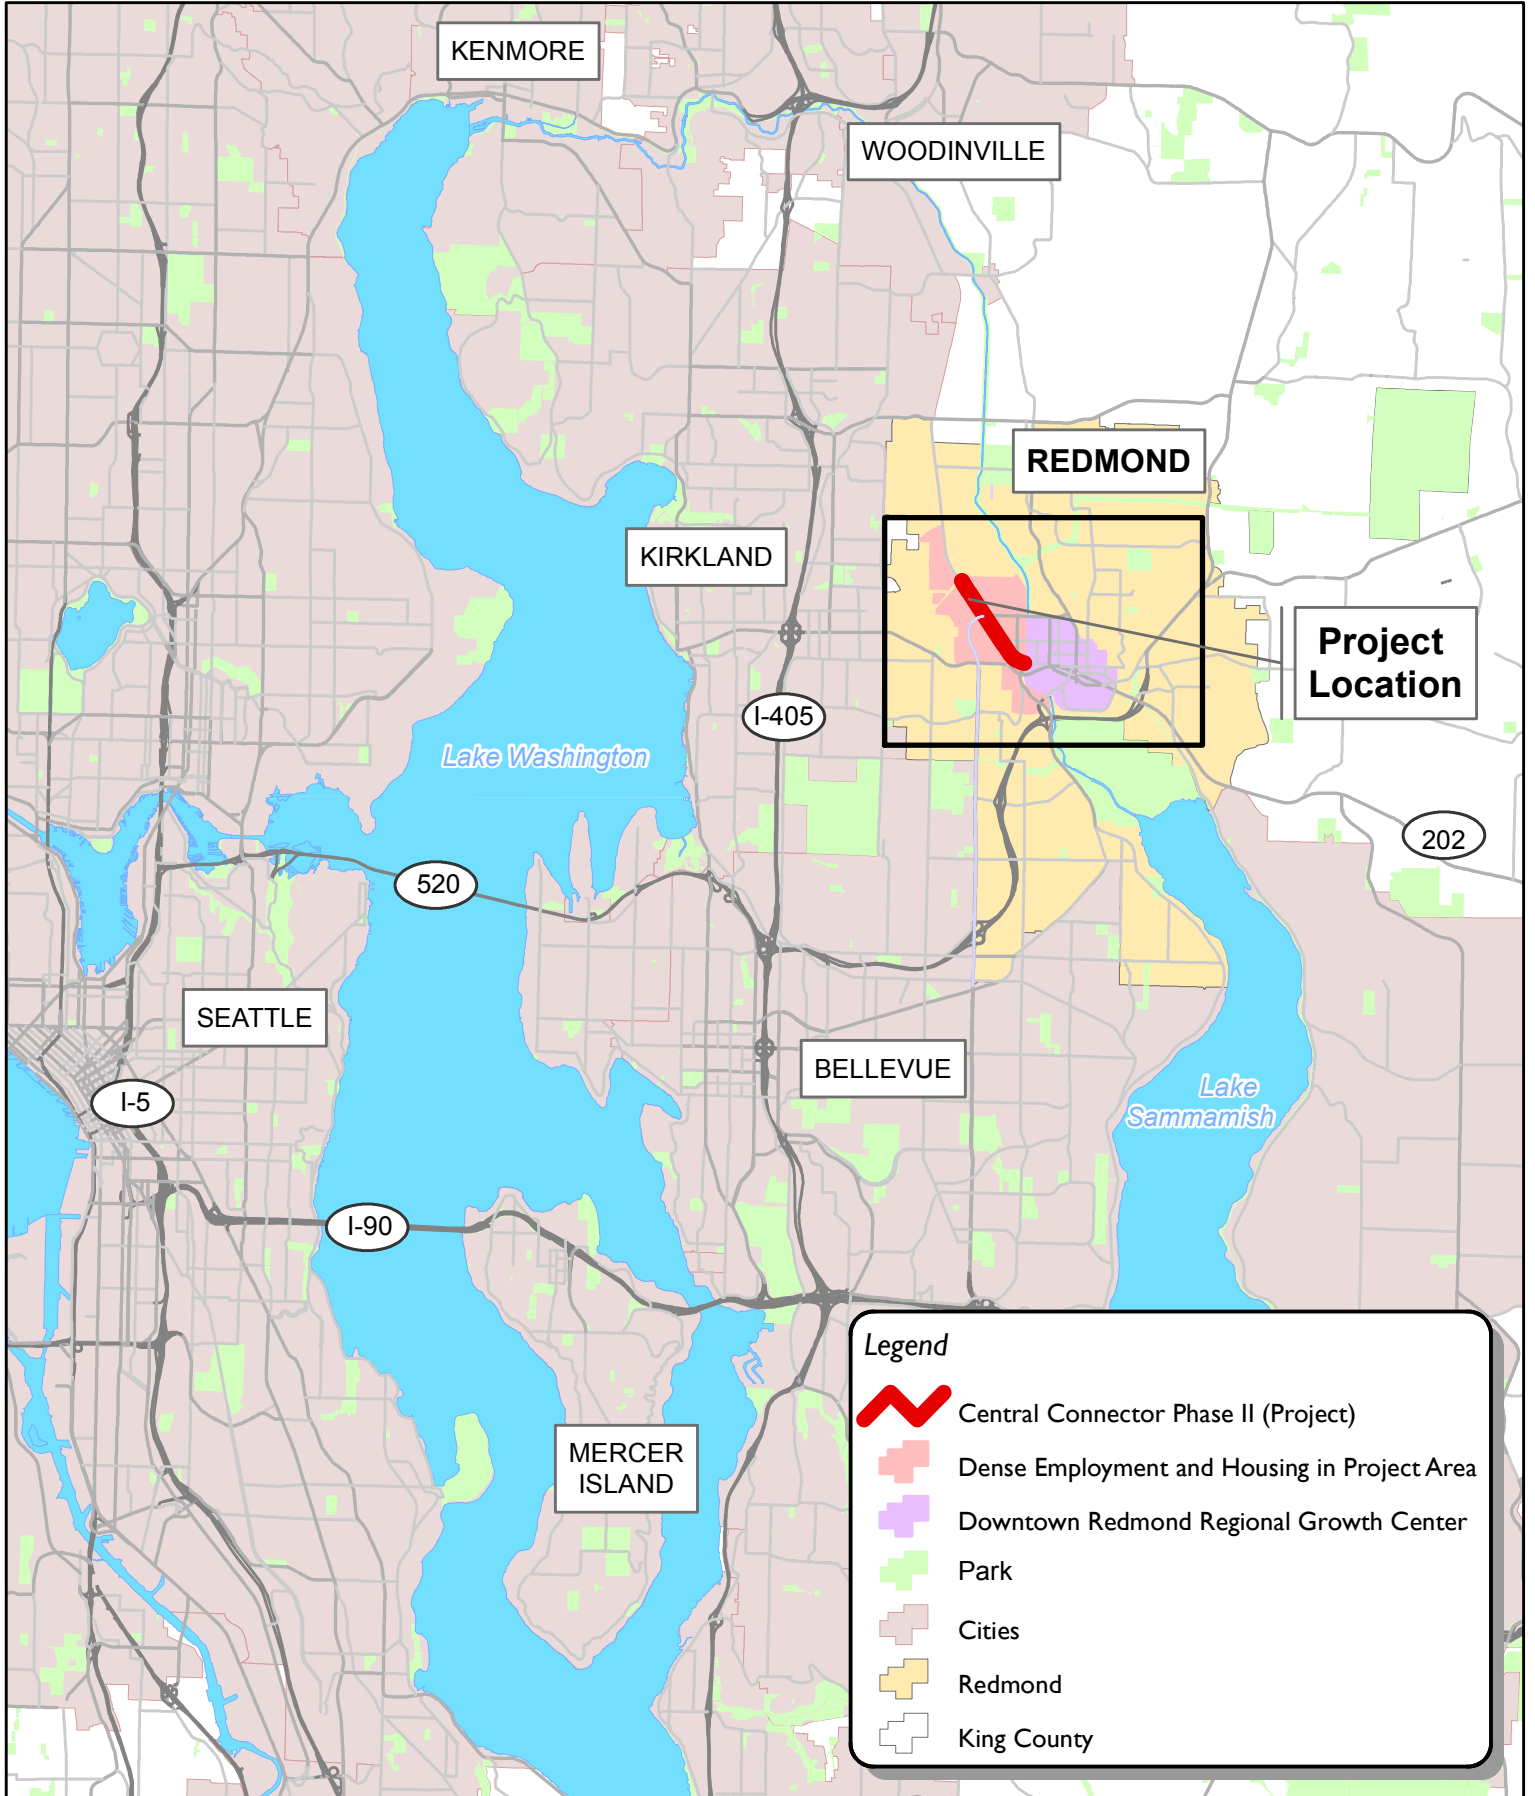 KENMORE
WOODINVILLE
REDMOND
KIRKLAND
Project
Location
I-405
Lake Washington
202
520
SEATTLE
BELLEVUE
I-5
Lake
Sammamish
I-90
MERCER
ISLAND
Legend
Central Connector Phase II (Project)
Dense Employment and Housing in Project Area
Downtown Redmond Regional Growth Center
Park
Cities
Redmond
King County